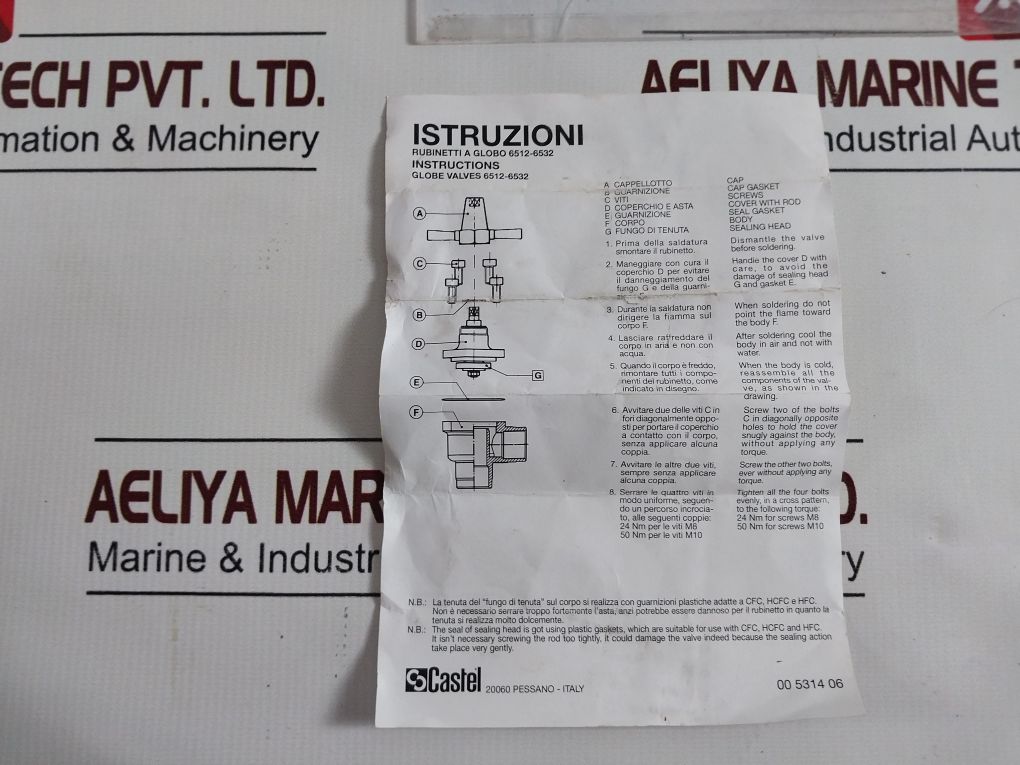 TECH PVT. LTD.
mation & Machinery
AELIYA MARINE T
ndustrial Aut
ISTRUZIONI
RUBINETTI A GLOBO 6512-6532
INSTRUCTIONS
GLOBE VALVES 6512-6532
A
C
B
D
G
E
F
A CAPPELLOTTO
B GUARNIZIONE
C VITI
D COPERCHIO E ASTA
E GUARNIZIONE
F CORPO
G FUNGO DI TENUTA
CAP
CAP GASKET
SCREWS
COVER WITH ROD
SEAL GASKET
BODY
SEALING HEAD
1. Prima della saldatura
smontare il rubinetto.
2. Maneggiare con cura il
coperchio D per evitare
il danneggiamento del
fungo G e della guarni-
3. Durante la saldatura non
dirigere la fiamma sul
corpo F.
4. Lasciare raffreddare il
corpo in aria e non con
acqua.
5. Quando il corpo è freddo,
rimontare tutti i compo-
nenti del rubinetto, come
indicato in disegno.
6. Avvitare due delle viti C in
fori diagonalmente oppo-
sti per portare il coperchio
a contatto con il corpo,
senza applicare alcuna
coppia.
7. Avvitare le altre due viti,
sempre senza applicare
alcuna coppia.
8. Serrare le quattro viti in
modo uniforme, seguen-
do un percorso incrocia-
to, alle seguenti coppie:
24 Nm per le viti M8
50 Nm per le viti M10
Dismantle the valve
before soldering.
Handle the cover D with
care, to avoid the
damage of sealing head
G and gasket E.
When soldering do not
point the flame toward
the body F.
After soldering cool the
body in air and not with
water.
When the body is cold,
reassemble all the
components of the val-
ve, as shown in the
drawing.
Screw two of the bolts
C in diagonally opposite
holes to hold the cover
snugly against the body,
without applying any
torque.
Screw the other two bolts,
ever without applying any
torque.
Tighten all the four bolts
evenly, in a cross pattern,
to the following torque:
24 Nm for screws M8
50 Nm for screws M10
N.B.: La tenuta del "fungo di tenuta" sul corpo si realizza con guarnizioni plastiche adatte a CFC, HCFC e HFC.
Non è necessario serrare troppo fortemente l'asta, anzi potrebbe essere dannoso per il rubinetto in quanto la
tenuta si realizza molto dolcemente.
N.B.: The seal of sealing head is got using plastic gaskets, which are suitable for use with CFC, HCFC and HFC.
It isn't necessary screwing the rod too tightly, it could damage the valve indeed because the sealing action
take place very gently.
Castel 20060 PESSANO - ITALY
00 5314 06
AELIYA MAR
D.
Marine & Industr
ry